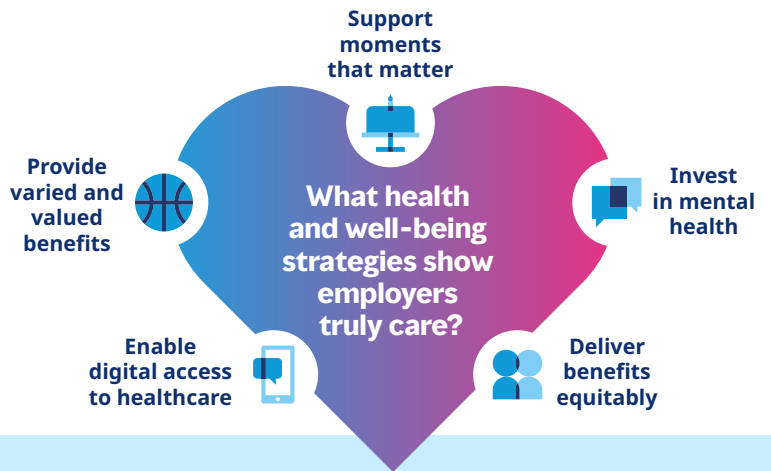 Support
moments
that matter
Provide
varied and
valued
benefits
What health
and well-being
strategies show
employers
truly care?
Invest
in mental
health
Enable
digital access
to healthcare
Deliver
benefits
equitably